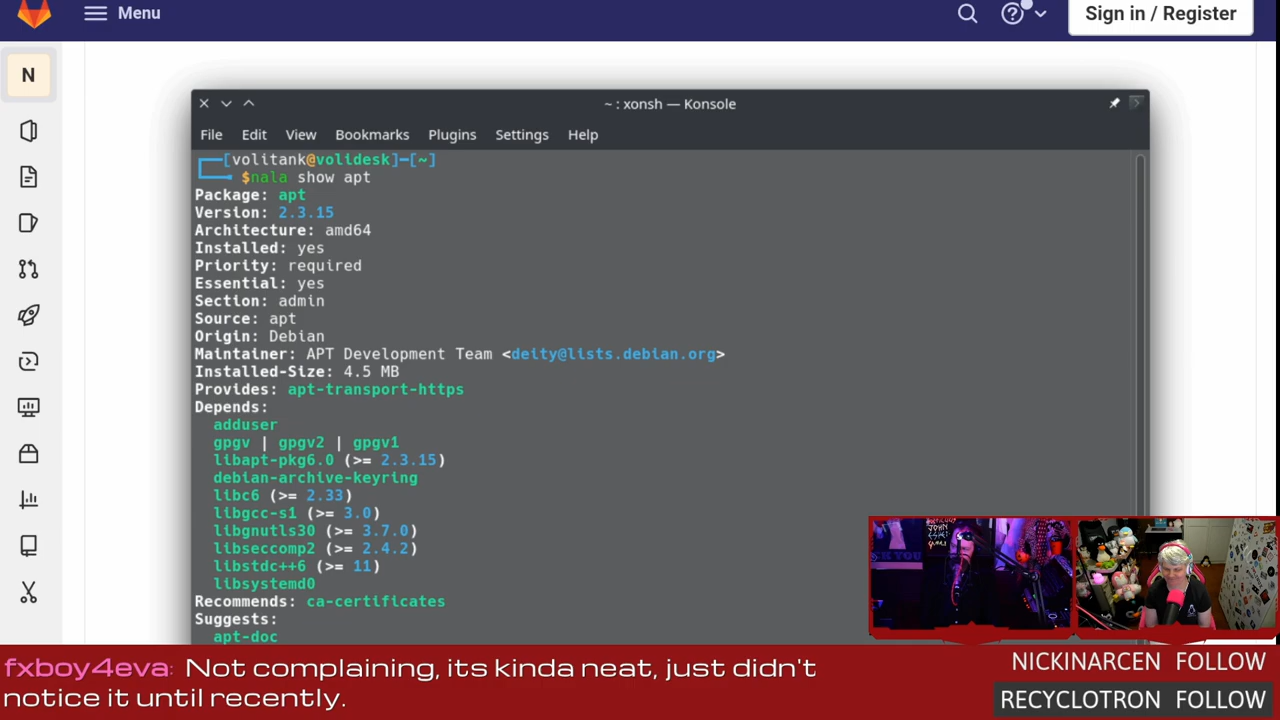 Menu
Sign in / Register
N
~ : xonsh — Konsole
File Edit View Bookmarks Plugins Settings Help
[volitank@volidesk]-[~]
$nala show apt
Package: apt
Version: 2.3.15
Architecture: amd64
Installed: yes
Priority: required
Essential: yes
Section: admin
Source: apt
Origin: Debian
Maintainer: APT Development Team <deity@lists.debian.org>
Installed-Size: 4.5 MB
Provides: apt-transport-https
Depends:
adduser
gpgv | gpgv2 | gpgv1
libapt-pkg6.0 (>= 2.3.15)
debian-archive-keyring
libc6 (>= 2.33)
libgcc-s1 (>= 3.0)
libgnutls30 (>= 3.7.0)
libseccomp2 (>= 2.4.2)
libstdc++6 (>= 11)
libsystemd0
Recommends: ca-certificates
Suggests:
apt-doc
fxboy4eva: Not complaining, its kinda neat, just didn't
notice it until recently.
NICKINARCEN FOLLOW
RECYCLOTRON FOLLOW